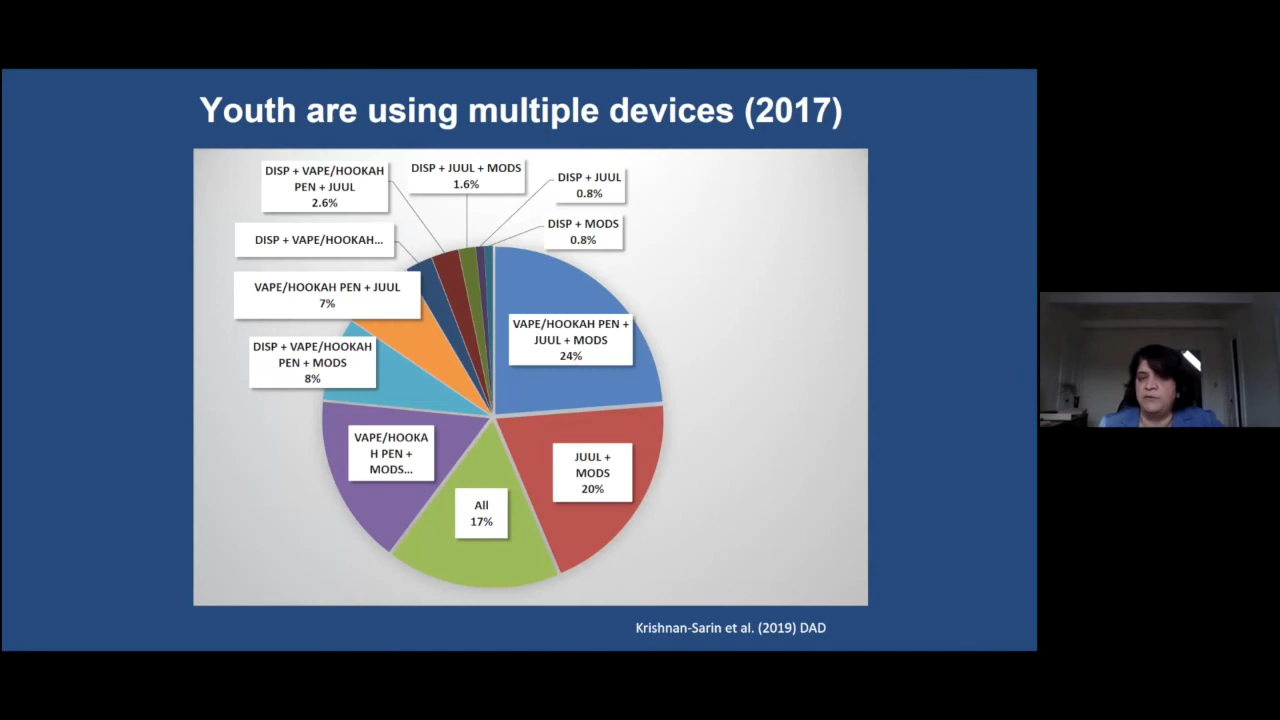 Youth are using multiple devices (2017)
DISP + VAPE/HOOKAH
PEN + JUUL
2.6%
DISP + JUUL + MODS
1.6%
DISP + JUUL
0.8%
DISP + MODS
0.8%
DISP + VAPE/HOOKAH...
VAPE/HOOKAH PEN + JUUL
7%
DISP + VAPE/HOOKAH
PEN + MODS
8%
VAPE/HOOKAH PEN +
JUUL + MODS
24%
VAPE/HOOKA
H PEN +
MODS...
JUUL +
MODS
20%
All
17%
Krishnan-Sarin et al. (2019) DAD